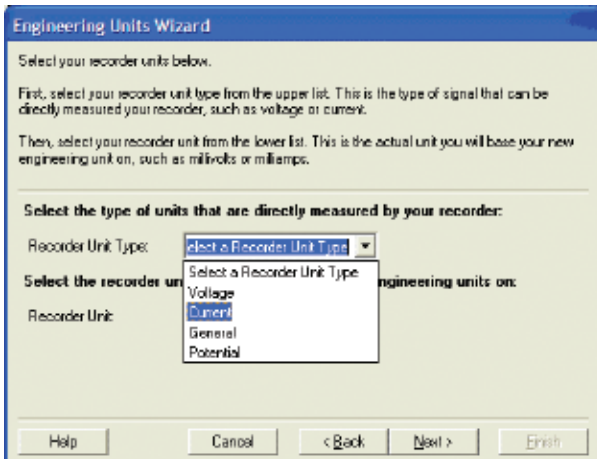 Engineering Units Wizard
Select your recorder units below.
First, select your recorder unit type from the upper list. This is the type of signal that can be
directly measured your recorder, such as voltage or current.
Then, select your recorder unit from the lower list. This is the actual unit you will base your new
engineering unit on, such as millivolts or miliamps.
Select the type of units that are directly measured by your recorder:
Recorder Unit Type: elect a Recorder Unit Type
Select a Recorder Unit Type
Select the recorder un ngineering units on:
Voltage
Recorder Unit Current
General
Potential
Help Cancel < Back Next > Finish